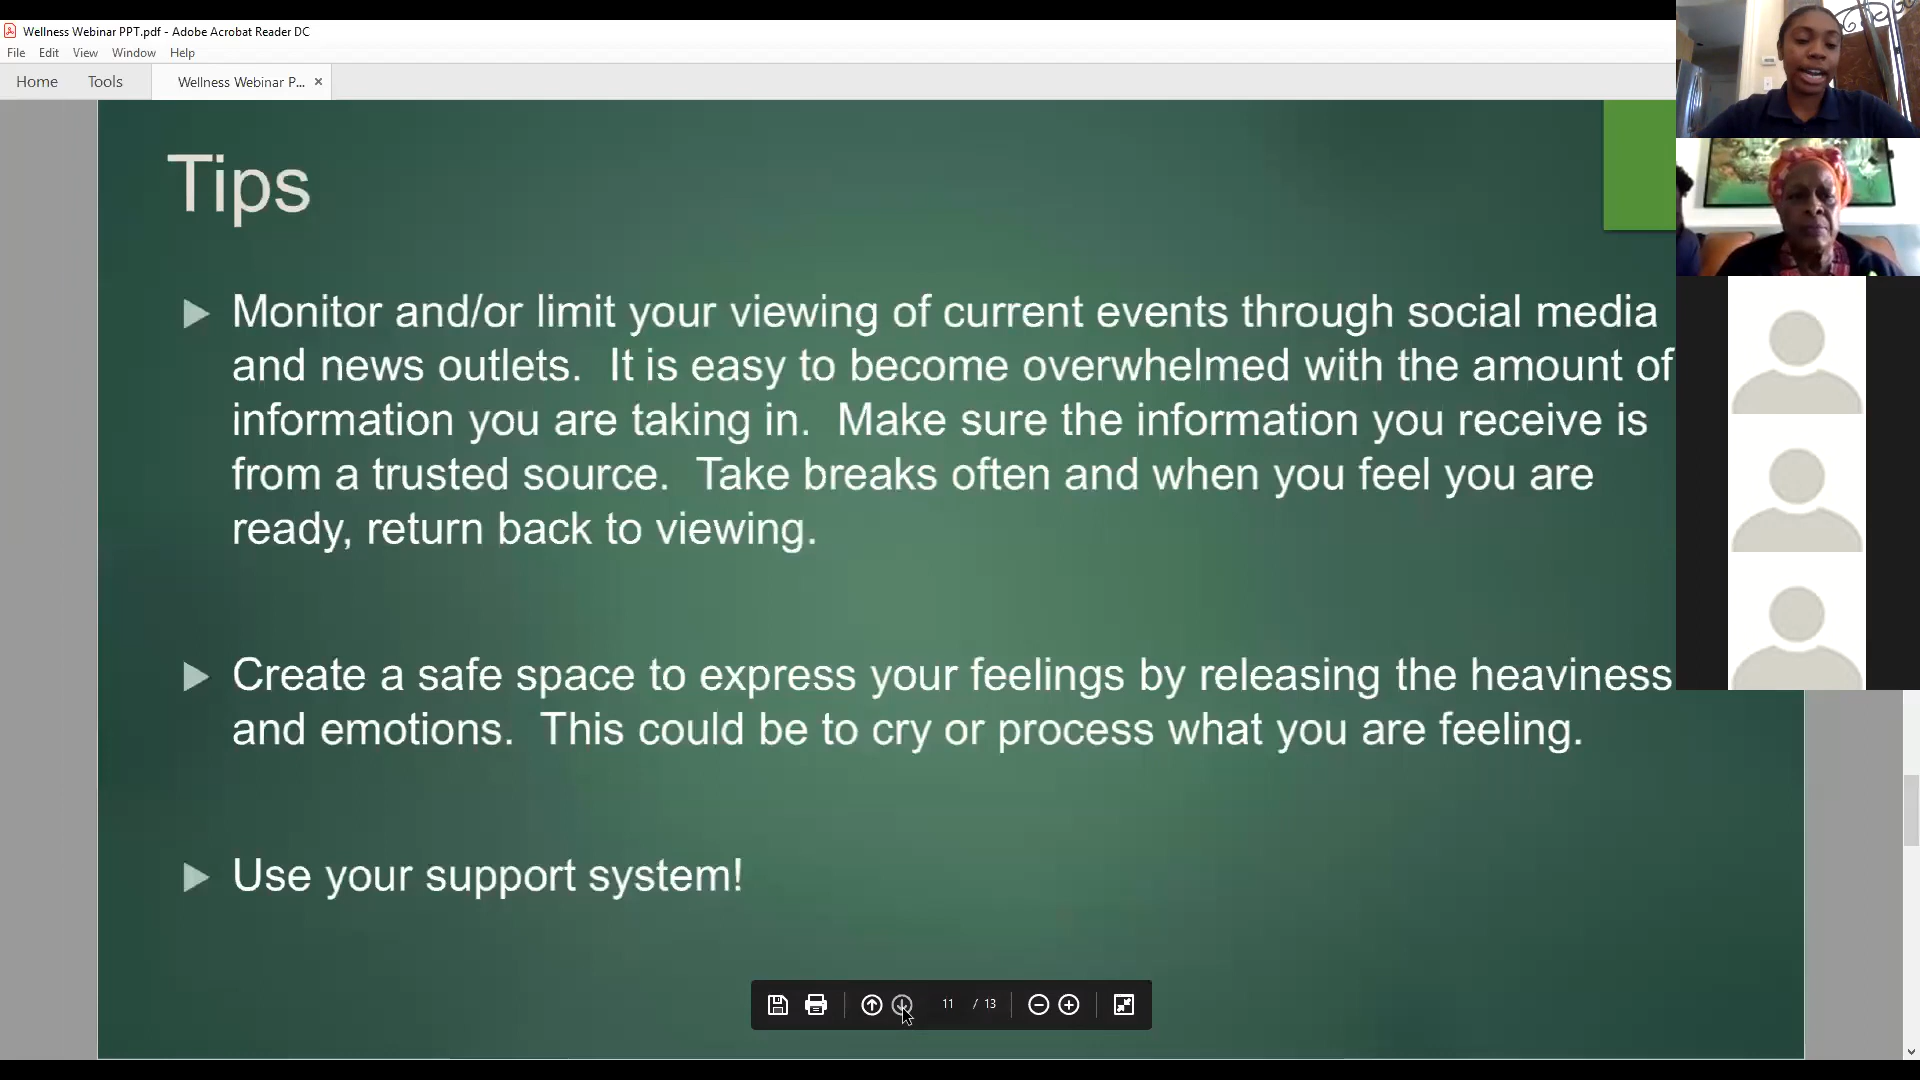 Wellness Webinar PPT.pdf - Adobe Acrobat Reader DC
File Edit View Window Help
Home Tools Wellness Webinar P... ×
Tips
Monitor and/or limit your viewing of current events through social media
and news outlets. It is easy to become overwhelmed with the amount of
information you are taking in. Make sure the information you receive is
from a trusted source. Take breaks often and when you feel you are
ready, return back to viewing.
Create a safe space to express your feelings by releasing the heaviness
and emotions. This could be to cry or process what you are feeling.
Use your support system!
11 / 13